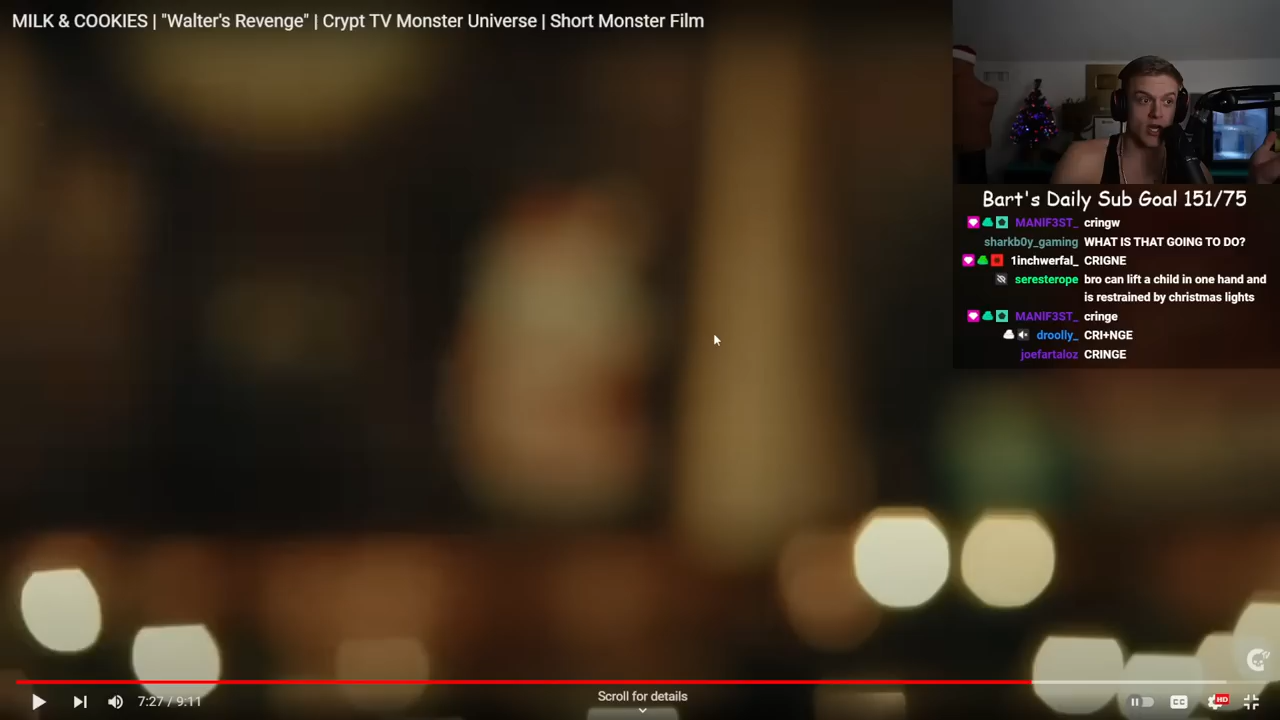 MILK & COOKIES | "Walter's Revenge" | Crypt TV Monster Universe | Short Monster Film
Bart's Daily Sub Goal 151/75
MANIF3ST_ cringw
sharkb0y_gaming WHAT IS THAT GOING TO DO?
1inchwerfal_ CRIGNE
seresterope bro can lift a child in one hand and
is restrained by christmas lights
MANIF3ST_ cringe
droolly_ CRI+NGE
joefartaloz CRINGE
7:27 / 9:11
Scroll for details
CC
HD